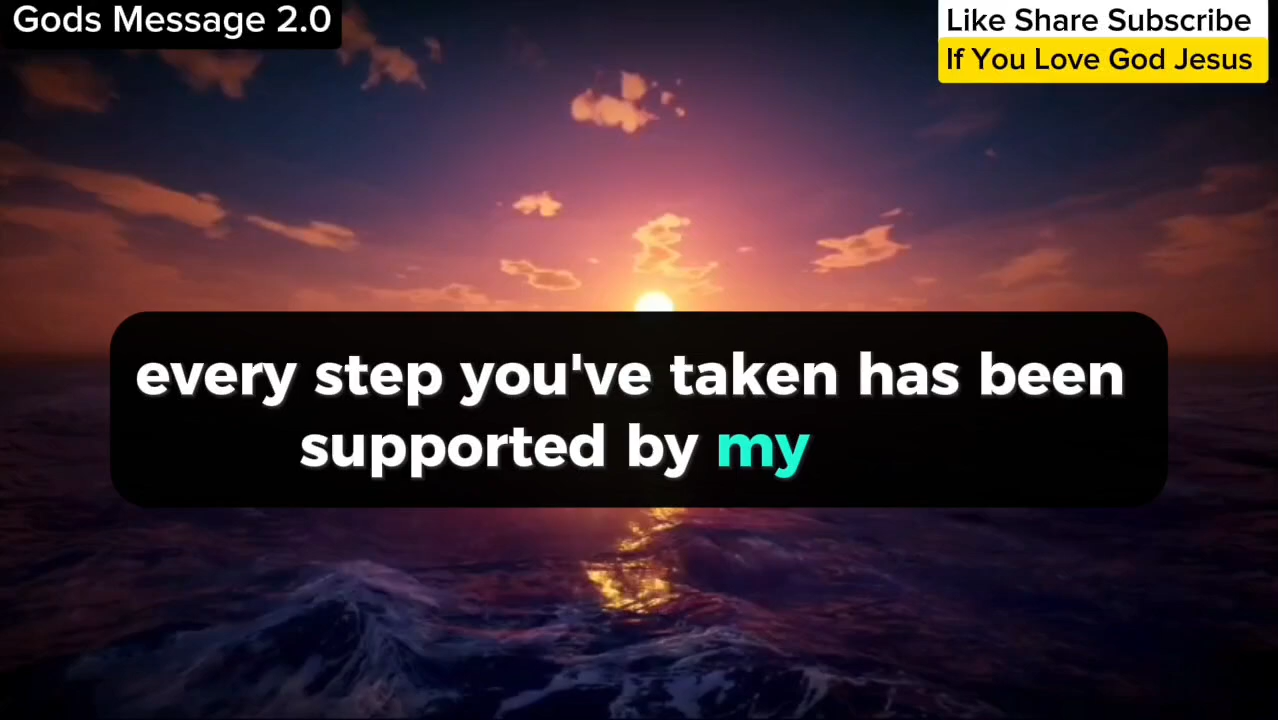 Gods Message 2.0
Like Share Subscribe
If You Love God Jesus
every step you've taken has been
supported by my